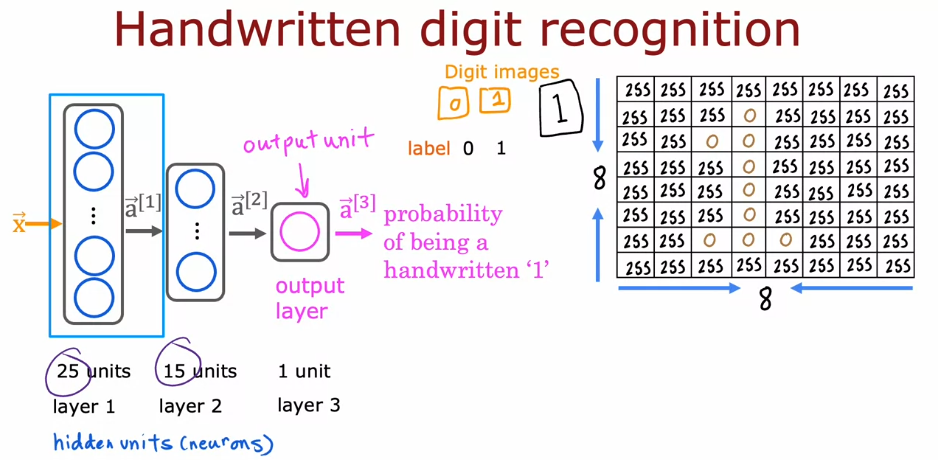 Handwritten digit recognition
Digit images
0 1
label 0 1
1
output unit
x⃗
a⃗[1]
a⃗[2]
a⃗[3]
probability
of being a
handwritten ‘1’
output
layer
25 units
15 units
1 unit
layer 1
layer 2
layer 3
hidden units (neurons)
8
255 255 255 255 255 255 255 255
255 255 255 0 255 255 255 255
255 255 0 0 255 255 255 255
255 255 255 0 255 255 255 255
255 255 255 0 255 255 255 255
255 255 255 0 255 255 255 255
255 255 0 0 0 255 255 255
255 255 255 255 255 255 255 255
8